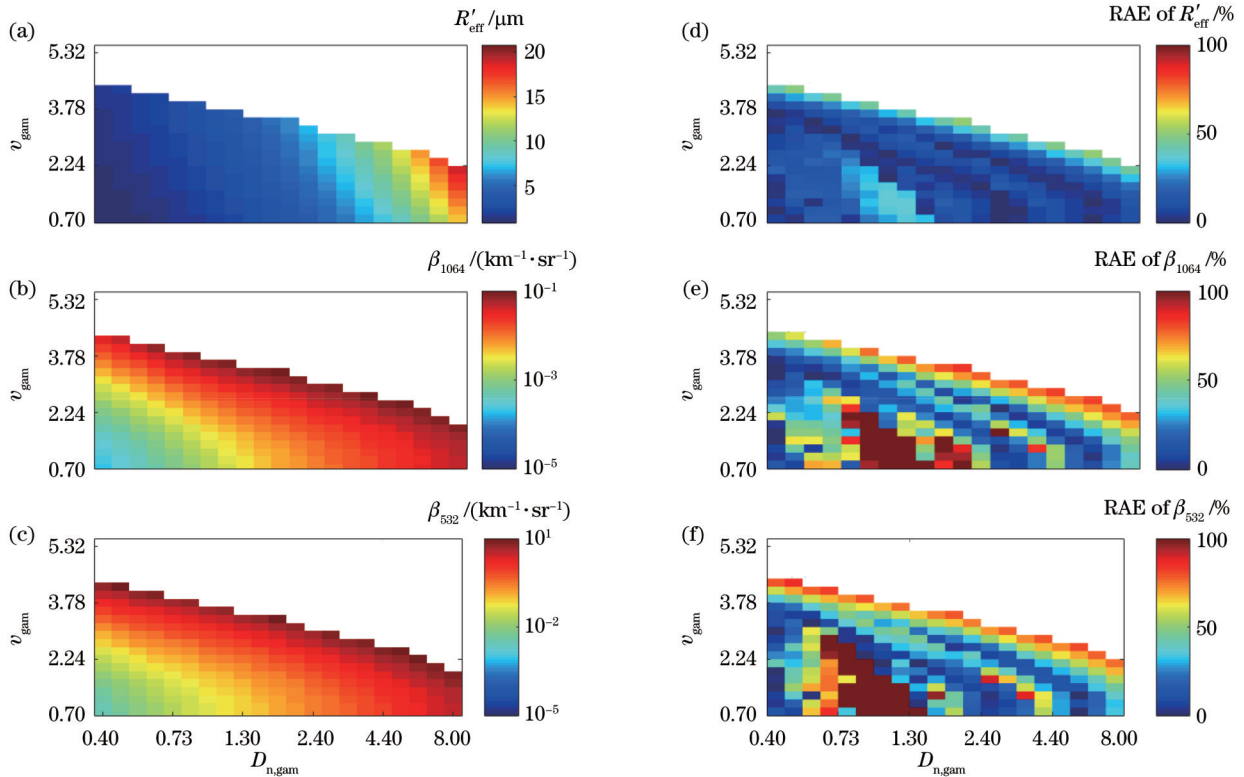 (a)
R′eff /μm
5.32
3.78
2.24
0.70
vgam
20
15
10
5
(d)
RAE of R′eff /%
5.32
3.78
2.24
0.70
vgam
100
50
0
(b)
β1064 /(km−1·sr−1)
5.32
3.78
2.24
0.70
vgam
10−1
10−3
10−5
(e)
RAE of β1064 /%
5.32
3.78
2.24
0.70
vgam
100
50
0
(c)
β532 /(km−1·sr−1)
5.32
3.78
2.24
0.70
vgam
101
10−2
10−5
0.40 0.73 1.30 2.40 4.40 8.00
Dn,gam
(f)
RAE of β532 /%
5.32
3.78
2.24
0.70
vgam
100
50
0
0.40 0.73 1.30 2.40 4.40 8.00
Dn,gam